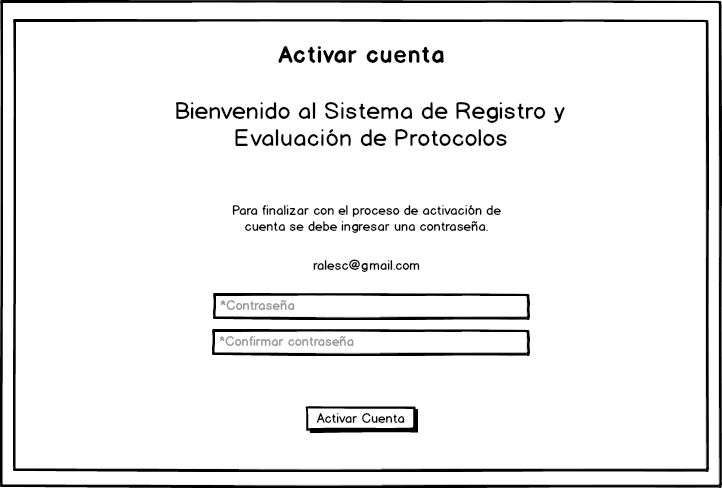 Activar cuenta
Bienvenido al Sistema de Registro y
Evaluación de Protocolos
Para finalizar con el proceso de activación de
cuenta se debe ingresar una contraseña.
ralesc@gmail.com
*Contraseña
*Confirmar contraseña
Activar Cuenta